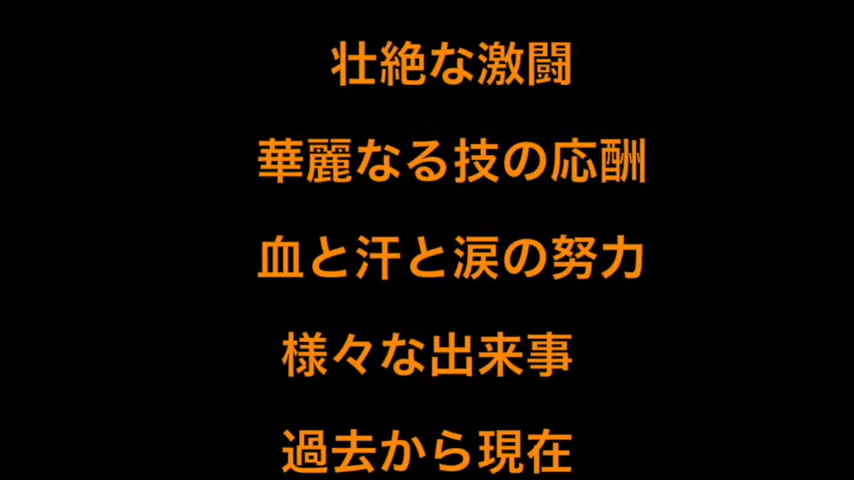 壮絶な激闘
華麗なる技の応酬
血と汗と涙の努力
様々な出来事
過去から現在